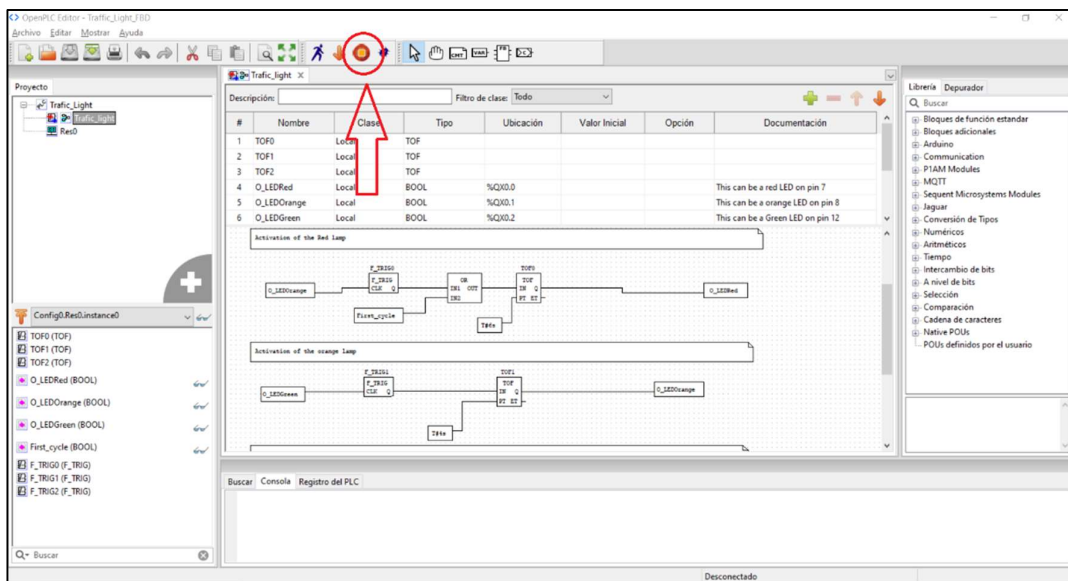 OpenPLC Editor - Traffic_Light_FBD
Archivo Editar Mostrar Ayuda
Proyecto
Trafic_Light
Trafic_light
Res0
Config0.Res0.instance0
TOF0 (TOF)
TOF1 (TOF)
TOF2 (TOF)
O_LEDRed (BOOL)
O_LEDOrange (BOOL)
O_LEDGreen (BOOL)
First_cycle (BOOL)
F_TRIG0 (F_TRIG)
F_TRIG1 (F_TRIG)
F_TRIG2 (F_TRIG)
Buscar
Trafic_light
Descripción: Filtro de clase: Todo
# Nombre Clase Tipo Ubicación Valor Inicial Opción Documentación
1 TOF0 Local TOF
2 TOF1 Local TOF
3 TOF2 Local TOF
4 O_LEDRed Local BOOL %QX0.0 This can be a red LED on pin 7
5 O_LEDOrange Local BOOL %QX0.1 This can be a orange LED on pin 8
6 O_LEDGreen Local BOOL %QX0.2 This can be a Green LED on pin 12
Activation of the Red lamp
F_TRIG0 TOF0
F_TRIG OR TOF
O_LEDOrange CLK Q IN1 OUT IN Q O_LEDRed
IN2 PT ET
First_cycle
T#6s
Activation of the orange lamp
F_TRIG1 TOF1
F_TRIG TOF
O_LEDGreen CLK Q IN Q O_LEDOrange
PT ET
T#4s
Buscar Consola Registro del PLC
Librería Depurador
Buscar
Bloques de función estandar
Bloques adicionales
Arduino
Communication
P1AM Modules
MQTT
Sequent Microsystems Modules
Jaguar
Conversión de Tipos
Numéricos
Aritméticos
Tiempo
Intercambio de bits
A nivel de bits
Selección
Comparación
Cadena de caracteres
Native POUs
POUs definidos por el usuario
Desconectado